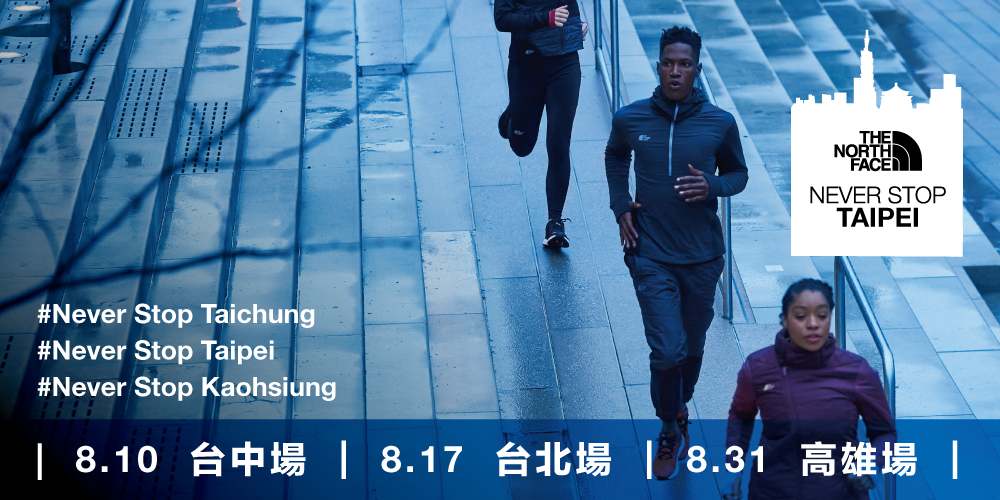 THE
NORTH
FACE
NEVER STOP
TAIPEI
#Never Stop Taichung
#Never Stop Taipei
#Never Stop Kaohsiung
| 8.10 台中場 | 8.17 台北場 | 8.31 高雄場 |